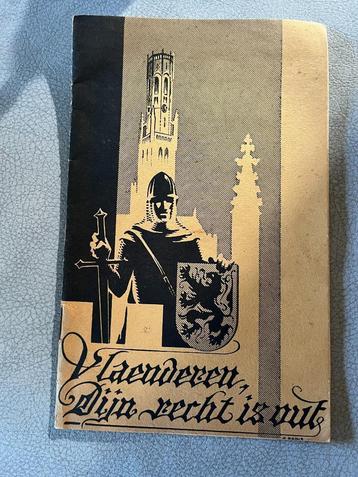 Vlaenderen,
Dijn recht is out